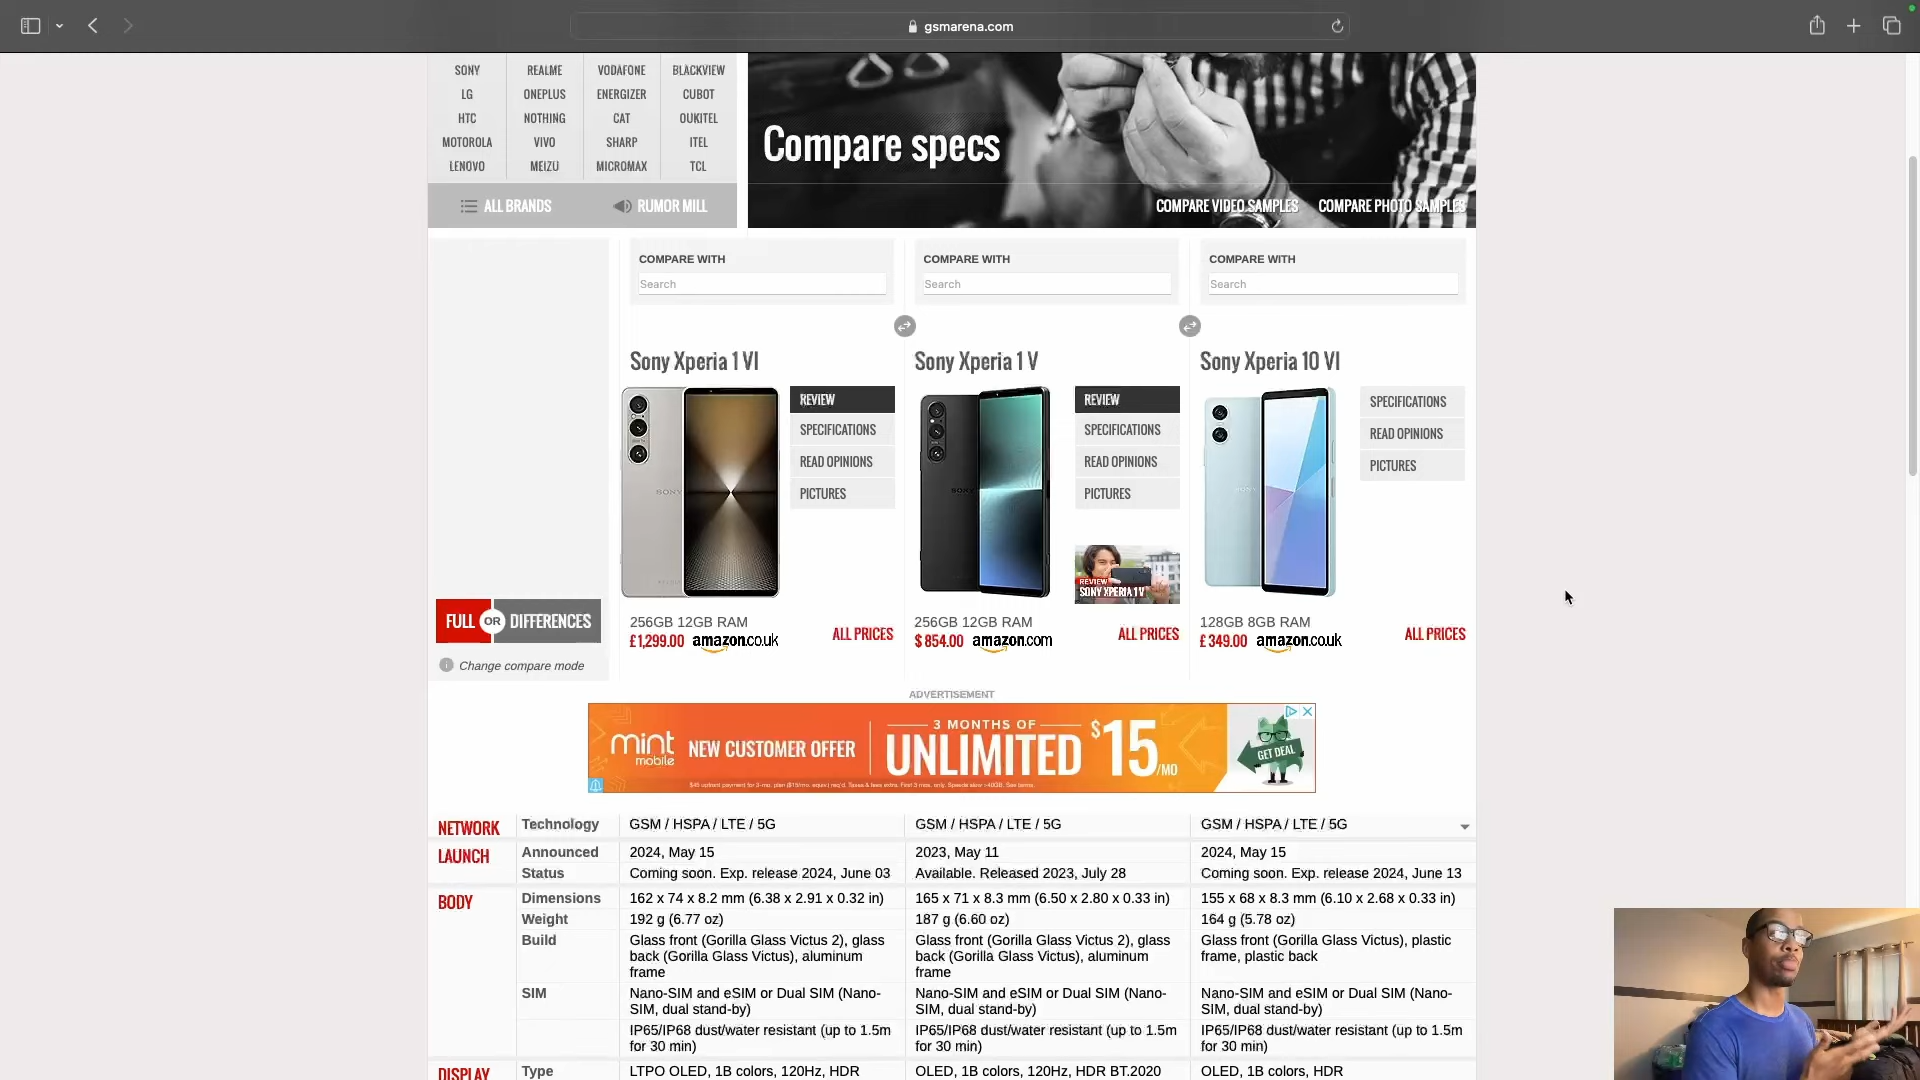 gsmarena.com
SONY REALME VODAFONE BLACKVIEW
LG ONEPLUS ENERGIZER CUBOT
HTC NOTHING CAT OUKITEL
MOTOROLA VIVO SHARP ITEL
LENOVO MEIZU MICROMAX TCL
ALL BRANDS RUMOR MILL
Compare specs
COMPARE VIDEO SAMPLES COMPARE PHOTO SAMPLES
COMPARE WITH COMPARE WITH COMPARE WITH
Search Search Search
Sony Xperia 1 VI Sony Xperia 1 V Sony Xperia 10 VI
REVIEW REVIEW SPECIFICATIONS
SPECIFICATIONS SPECIFICATIONS READ OPINIONS
READ OPINIONS READ OPINIONS PICTURES
PICTURES PICTURES
SONY SONY
REVIEW
SONY XPERIA 1 V
FULL OR DIFFERENCES
Change compare mode
256GB 12GB RAM 256GB 12GB RAM 128GB 8GB RAM
£1,299.00 amazon.co.uk ALL PRICES $ 854.00 amazon.com ALL PRICES £ 349.00 amazon.co.uk ALL PRICES
ADVERTISEMENT
mint mobile NEW CUSTOMER OFFER 3 MONTHS OF UNLIMITED $15/MO GET DEAL
NETWORK Technology GSM / HSPA / LTE / 5G GSM / HSPA / LTE / 5G GSM / HSPA / LTE / 5G
LAUNCH Announced 2024, May 15 2023, May 11 2024, May 15
Status Coming soon. Exp. release 2024, June 03 Available. Released 2023, July 28 Coming soon. Exp. release 2024, June 13
BODY Dimensions 162 x 74 x 8.2 mm (6.38 x 2.91 x 0.32 in) 165 x 71 x 8.3 mm (6.50 x 2.80 x 0.33 in) 155 x 68 x 8.3 mm (6.10 x 2.68 x 0.33 in)
Weight 192 g (6.77 oz) 187 g (6.60 oz) 164 g (5.78 oz)
Build Glass front (Gorilla Glass Victus 2), glass Glass front (Gorilla Glass Victus 2), glass Glass front (Gorilla Glass Victus), plastic
back (Gorilla Glass Victus), aluminum back (Gorilla Glass Victus), aluminum frame, plastic back
frame frame
SIM Nano-SIM and eSIM or Dual SIM (Nano- Nano-SIM and eSIM or Dual SIM (Nano- Nano-SIM and eSIM or Dual SIM (Nano-
SIM, dual stand-by) SIM, dual stand-by) SIM, dual stand-by)
IP65/IP68 dust/water resistant (up to 1.5m IP65/IP68 dust/water resistant (up to 1.5m IP65/IP68 dust/water resistant (up to 1.5m
for 30 min) for 30 min) for 30 min)
DISPLAY Type LTPO OLED, 1B colors, 120Hz, HDR OLED, 1B colors, 120Hz, HDR BT.2020 OLED, 1B colors, HDR